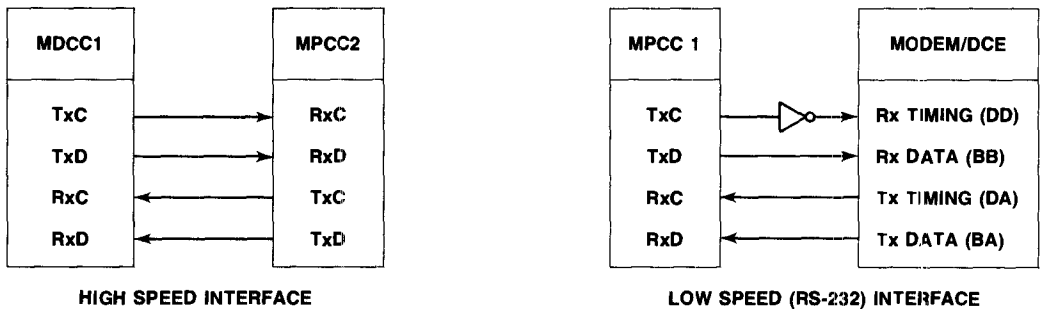 MDCC1
MPCC2
TxC
RxC
TxD
RxD
RxC
TxC
RxD
TxD
HIGH SPEED INTERFACE
MPCC 1
MODEM/DCE
TxC
Rx TIMING (DD)
TxD
Rx DATA (BB)
RxC
Tx TIMING (DA)
RxD
Tx DATA (BA)
LOW SPEED (RS-232) INTERFACE